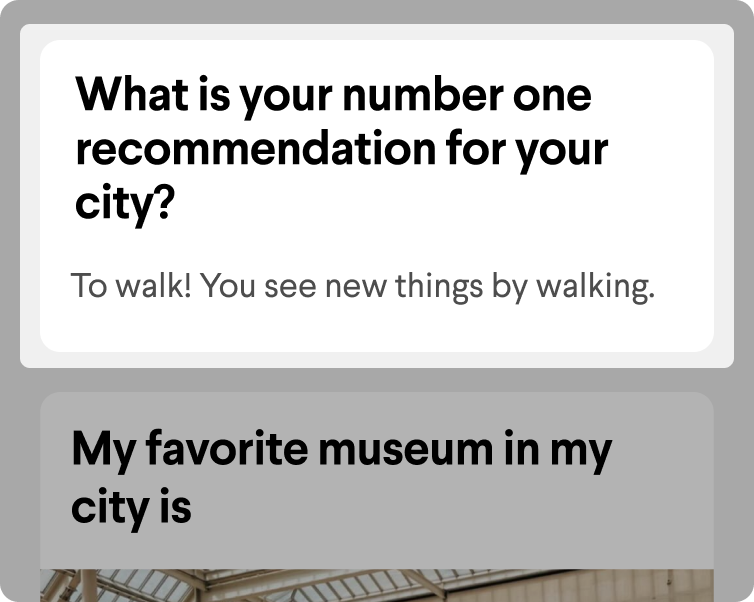 What is your number one
recommendation for your
city?
To walk! You see new things by walking.
My favorite museum in my
city is